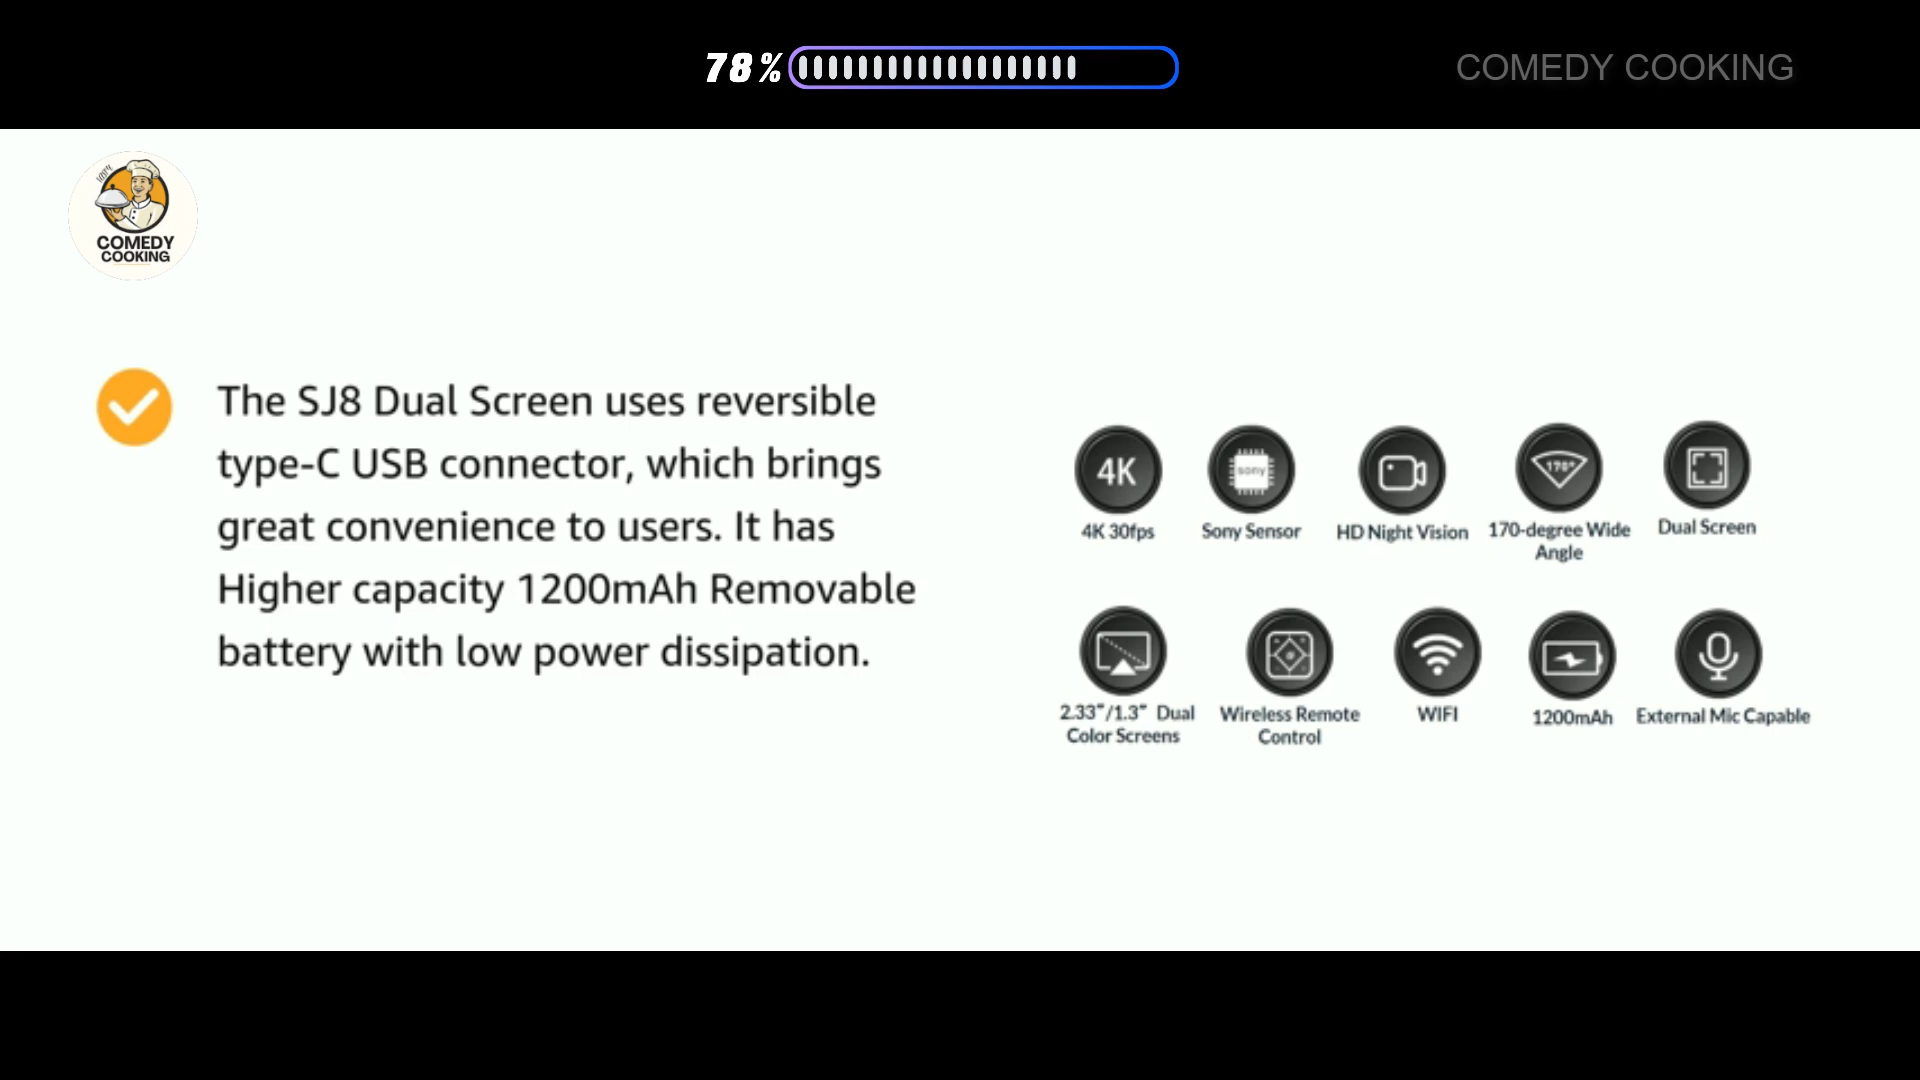 78%
COMEDY COOKING
100%
COMEDY
COOKING
The SJ8 Dual Screen uses reversible
type-C USB connector, which brings
great convenience to users. It has
Higher capacity 1200mAh Removable
battery with low power dissipation.
4K
sony
170°
4K 30fps
Sony Sensor
HD Night Vision
170-degree Wide
Angle
Dual Screen
2.33"/1.3" Dual
Color Screens
Wireless Remote
Control
WIFI
1200mAh
External Mic Capable